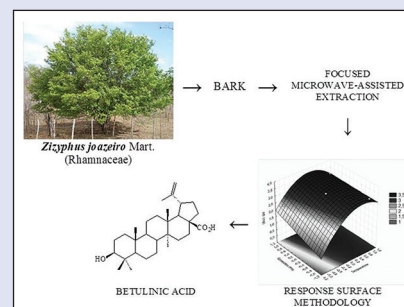 Zizyphus joazeiro Mart.
(Rhamnaceae)
BARK
FOCUSED
MICROWAVE-ASSISTED
EXTRACTION
RESPONSE SURFACE
METHODOLOGY
HO
CO₂H
BETULINIC ACID